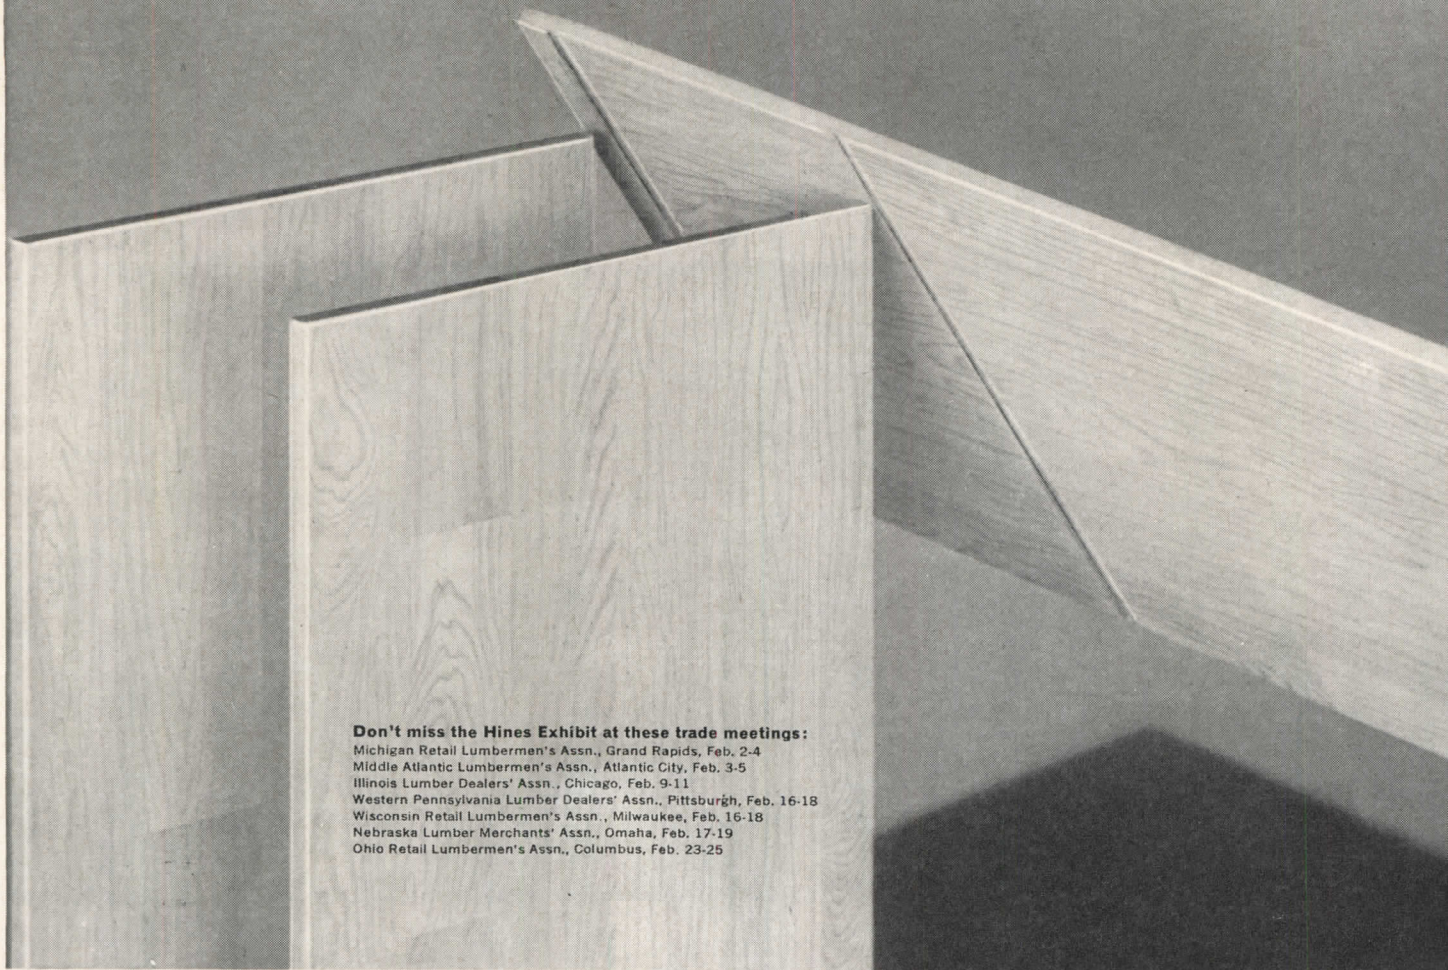 Don't miss the Hines Exhibit at these trade meetings:
Michigan Retail Lumbermen's Assn., Grand Rapids, Feb. 2-4
Middle Atlantic Lumbermen's Assn., Atlantic City, Feb. 3-5
Illinois Lumber Dealers' Assn., Chicago, Feb. 9-11
Western Pennsylvania Lumber Dealers' Assn., Pittsburgh, Feb. 16-18
Wisconsin Retail Lumbermen's Assn., Milwaukee, Feb. 16-18
Nebraska Lumber Merchants' Assn., Omaha, Feb. 17-19
Ohio Retail Lumbermen's Assn., Columbus, Feb. 23-25